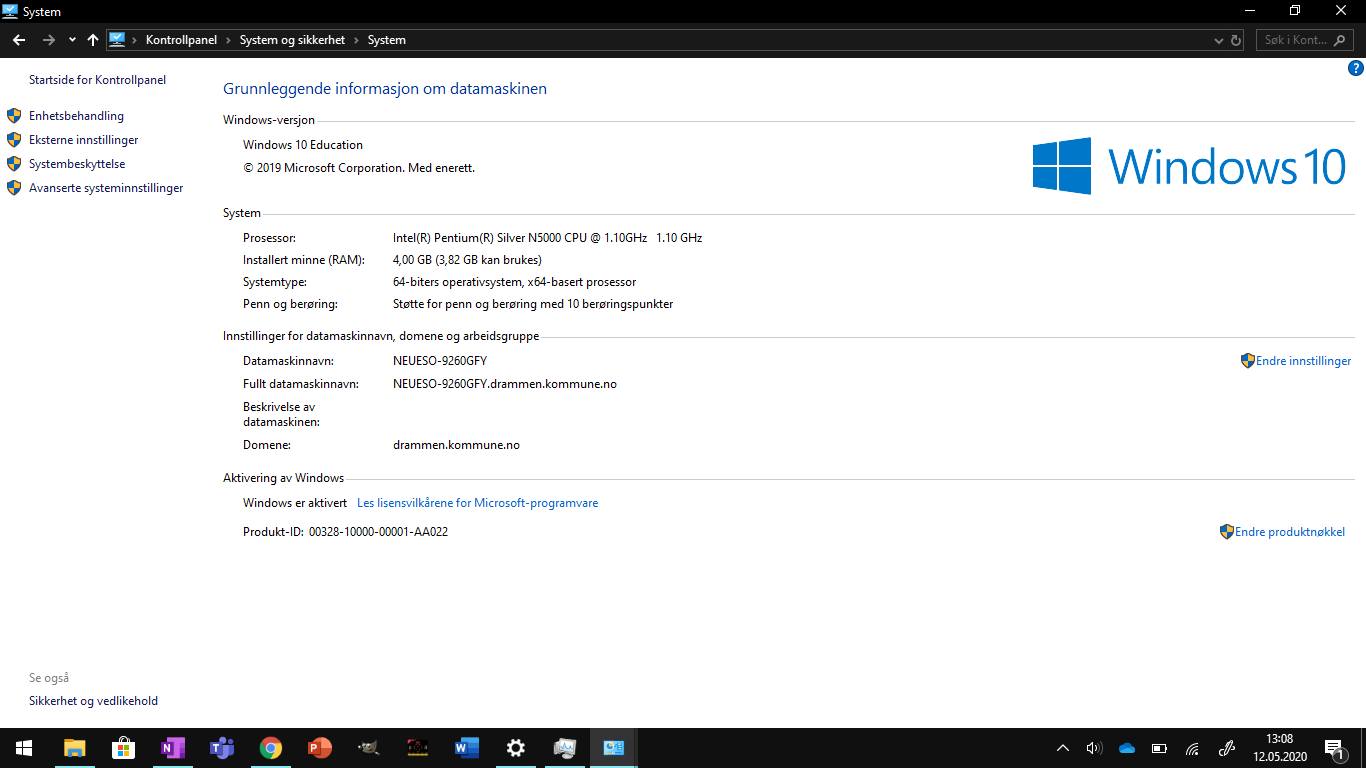 System
Kontrollpanel > System og sikkerhet > System
Søk i Kont...
Startside for Kontrollpanel
Enhetsbehandling
Eksterne innstillinger
Systembeskyttelse
Avanserte systeminnstillinger
Grunnleggende informasjon om datamaskinen
Windows-versjon
Windows 10 Education
© 2019 Microsoft Corporation. Med enerett.
Windows 10
System
Prosessor: Intel(R) Pentium(R) Silver N5000 CPU @ 1.10GHz 1.10 GHz
Installert minne (RAM): 4,00 GB (3,82 GB kan brukes)
Systemtype: 64-biters operativsystem, x64-basert prosessor
Penn og berøring: Støtte for penn og berøring med 10 berøringspunkter
Innstillinger for datamaskinnavn, domene og arbeidsgruppe
Datamaskinnavn: NEUESO-9260GFY
Endre innstillinger
Fullt datamaskinnavn: NEUESO-9260GFY.drammen.kommune.no
Beskrivelse av
datamaskinen:
Domene: drammen.kommune.no
Aktivering av Windows
Windows er aktivert Les lisensvilkårene for Microsoft-programvare
Produkt-ID: 00328-10000-00001-AA022
Endre produktnøkkel
Se også
Sikkerhet og vedlikehold
13:08
12.05.2020
1